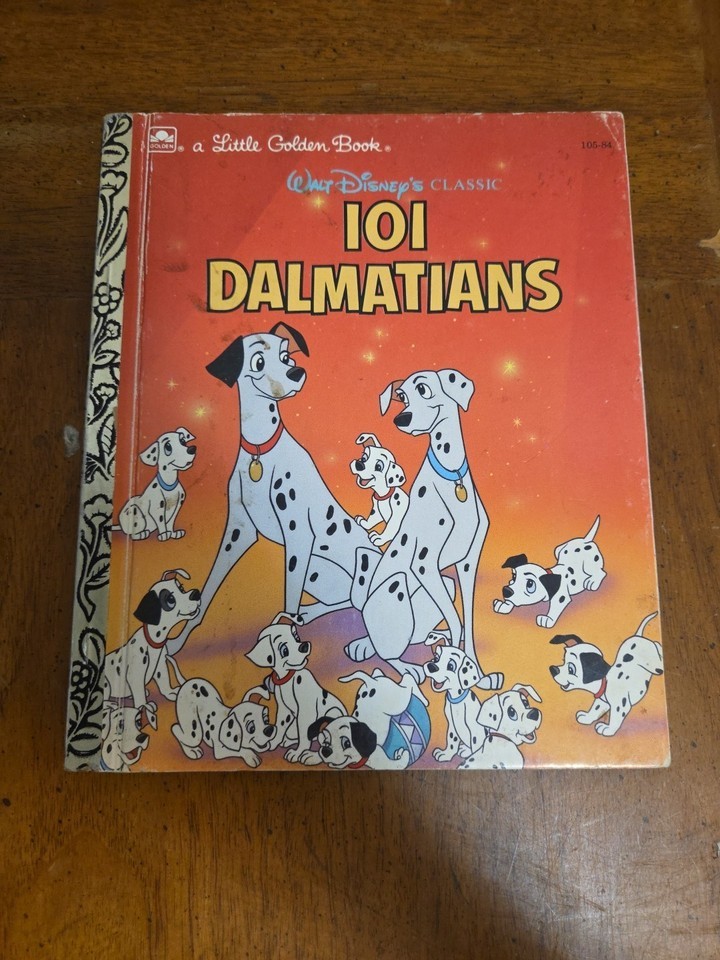 GOLDEN® a Little Golden Book® 105-84
WALT DISNEY'S CLASSIC
101
DALMATIANS